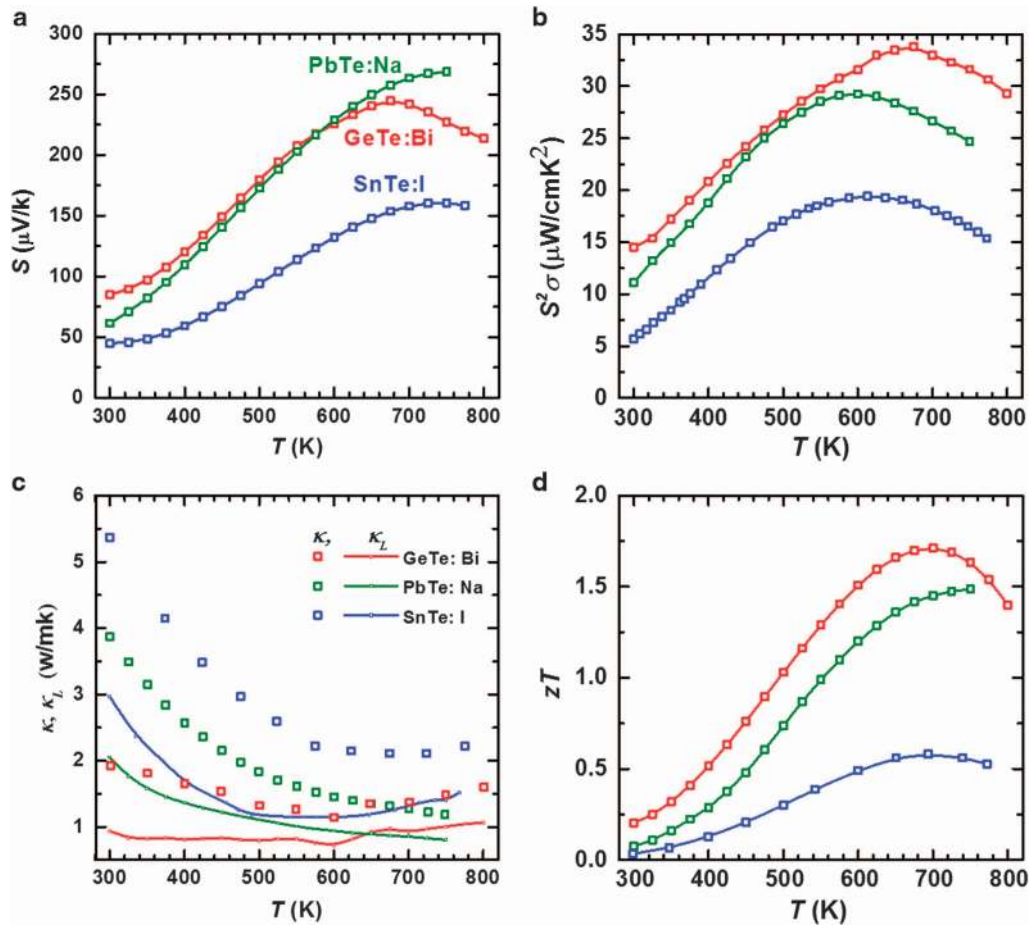 a
300
250
200
150
100
50
0
S (μV/k)
PbTe:Na
GeTe:Bi
SnTe:I
300 400 500 600 700 800
T (K)
b
35
30
25
20
15
10
5
0
S²σ (μW/cmK²)
300 400 500 600 700 800
T (K)
c
6
5
4
3
2
1
κ, κL (w/mk)
κ, κL
GeTe: Bi
PbTe: Na
SnTe: I
300 400 500 600 700 800
T (K)
d
2.0
1.5
1.0
0.5
0.0
zT
300 400 500 600 700 800
T (K)